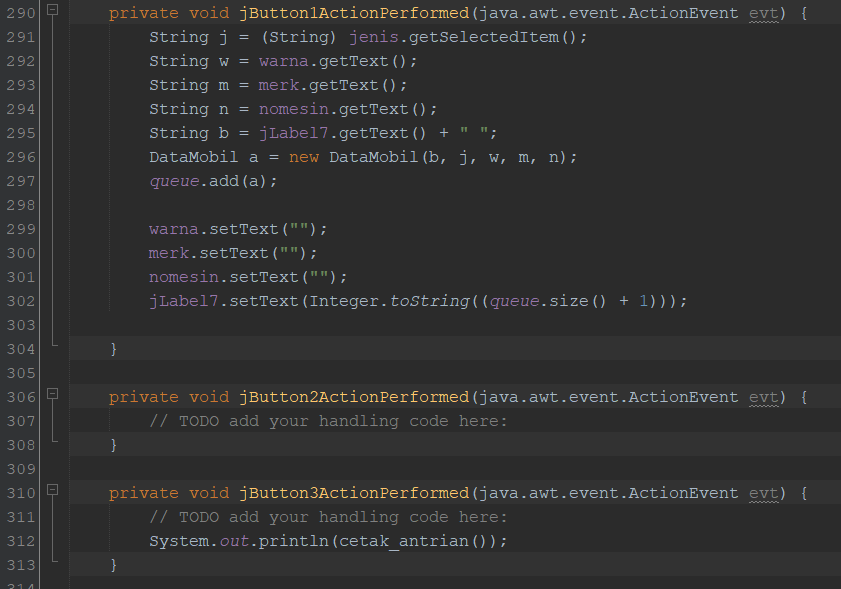 290 private void jButton1ActionPerformed(java.awt.event.ActionEvent evt) {
291 String j = (String) jenis.getSelectedItem();
292 String w = warna.getText();
293 String m = merk.getText();
294 String n = nomesin.getText();
295 String b = jLabel7.getText() + " ";
296 DataMobil a = new DataMobil(b, j, w, m, n);
297 queue.add(a);
298
299 warna.setText("");
300 merk.setText("");
301 nomesin.setText("");
302 jLabel7.setText(Integer.toString((queue.size() + 1)));
303
304 }
305
306 private void jButton2ActionPerformed(java.awt.event.ActionEvent evt) {
307 // TODO add your handling code here:
308 }
309
310 private void jButton3ActionPerformed(java.awt.event.ActionEvent evt) {
311 // TODO add your handling code here:
312 System.out.println(cetak_antrian());
313 }
314